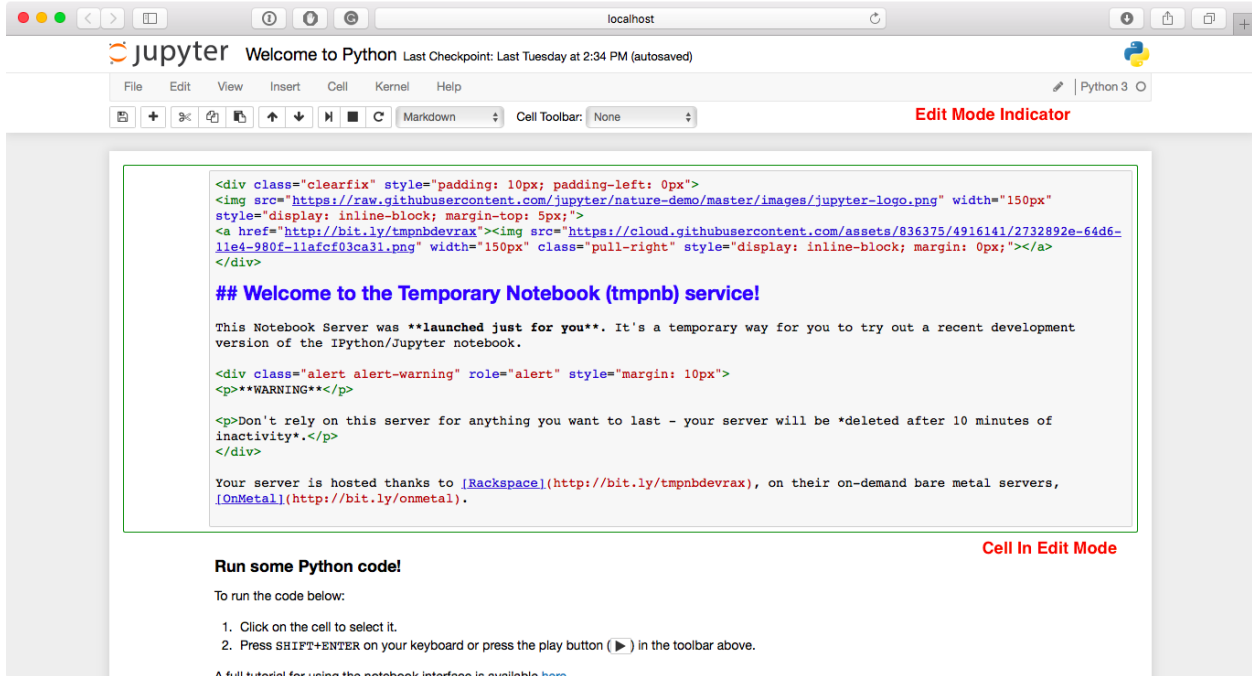 localhost
jupyter Welcome to Python Last Checkpoint: Last Tuesday at 2:34 PM (autosaved)
File Edit View Insert Cell Kernel Help Python 3
Markdown Cell Toolbar: None
Edit Mode Indicator
<div class="clearfix" style="padding: 10px; padding-left: 0px">
<img src="https://raw.githubusercontent.com/jupyter/nature-demo/master/images/jupyter-logo.png" width="150px"
style="display: inline-block; margin-top: 5px;">
<a href="http://bit.ly/tmpnbdevrax"><img src="https://cloud.githubusercontent.com/assets/836375/4916141/2732892e-64d6-
11e4-980f-11afcf03ca31.png" width="150px" class="pull-right" style="display: inline-block; margin: 0px;"></a>
</div>
## Welcome to the Temporary Notebook (tmpnb) service!
This Notebook Server was **launched just for you**. It's a temporary way for you to try out a recent development
version of the IPython/Jupyter notebook.
<div class="alert alert-warning" role="alert" style="margin: 10px">
<p>**WARNING**</p>
<p>Don't rely on this server for anything you want to last - your server will be *deleted after 10 minutes of
inactivity*.</p>
</div>
Your server is hosted thanks to [Rackspace](http://bit.ly/tmpnbdevrax), on their on-demand bare metal servers,
[OnMetal](http://bit.ly/onmetal).
Cell In Edit Mode
Run some Python code!
To run the code below:
1. Click on the cell to select it.
2. Press SHIFT+ENTER on your keyboard or press the play button ( ) in the toolbar above.
A full tutorial for using the notebook interface is available here